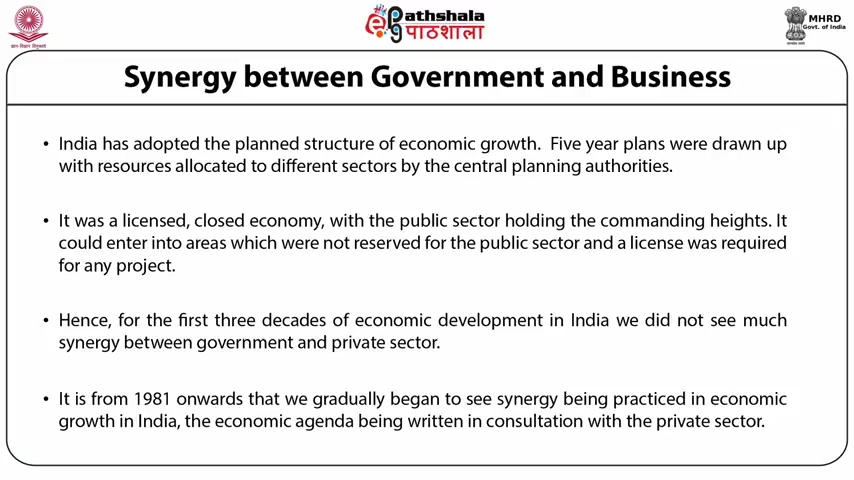 ePathshala
पाठशाला
MHRD
Govt. of India
Synergy between Government and Business
• India has adopted the planned structure of economic growth. Five year plans were drawn up
with resources allocated to different sectors by the central planning authorities.
• It was a licensed, closed economy, with the public sector holding the commanding heights. It
could enter into areas which were not reserved for the public sector and a license was required
for any project.
• Hence, for the first three decades of economic development in India we did not see much
synergy between government and private sector.
• It is from 1981 onwards that we gradually began to see synergy being practiced in economic
growth in India, the economic agenda being written in consultation with the private sector.